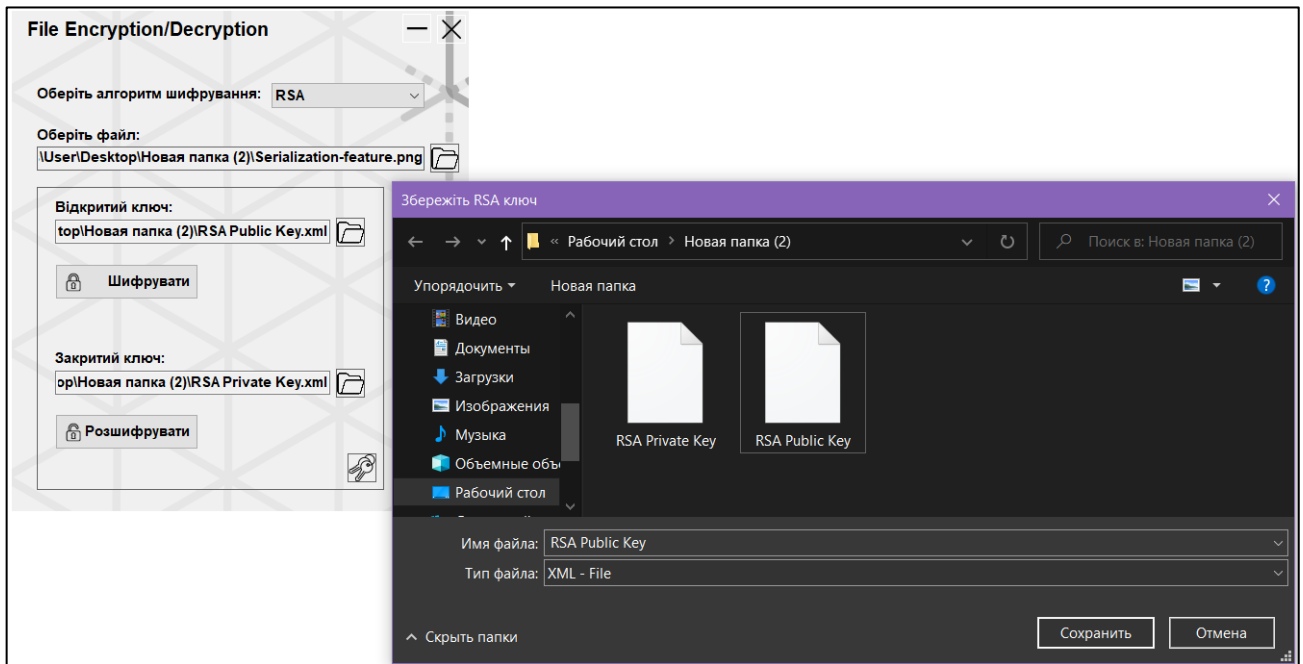 File Encryption/Decryption
Оберіть алгоритм шифрування: RSA
Оберіть файл:
\User\Desktop\Новая папка (2)\Serialization-feature.png
Відкритий ключ:
top\Новая папка (2)\RSA Public Key.xml
Шифрувати
Закритий ключ:
op\Новая папка (2)\RSA Private Key.xml
Розшифрувати
Збережіть RSA ключ
« Рабочий стол > Новая папка (2)
Поиск в: Новая папка (2)
Упорядочить Новая папка
?
Видео
Документы
Загрузки
Изображения
Музыка
Объемные объ
Рабочий стол
RSA Private Key
RSA Public Key
Имя файла: RSA Public Key
Тип файла: XML - File
Скрыть папки
Сохранить
Отмена